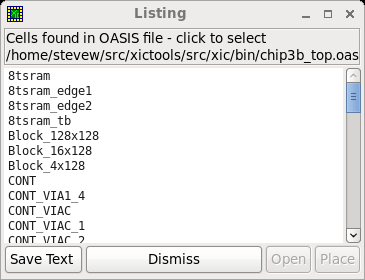 Listing
Cells found in OASIS file - click to select
/home/stevew/src/xictools/src/xic/bin/chip3b_top.oas
8tsram
8tsram_edge1
8tsram_edge2
8tsram_tb
Block_128x128
Block_16x128
Block_4x128
CONT
CONT_VIA1_4
CONT_VIAC
CONT_VIAC_1
CONT_VIAC_2
Save Text
Dismiss
Open
Place